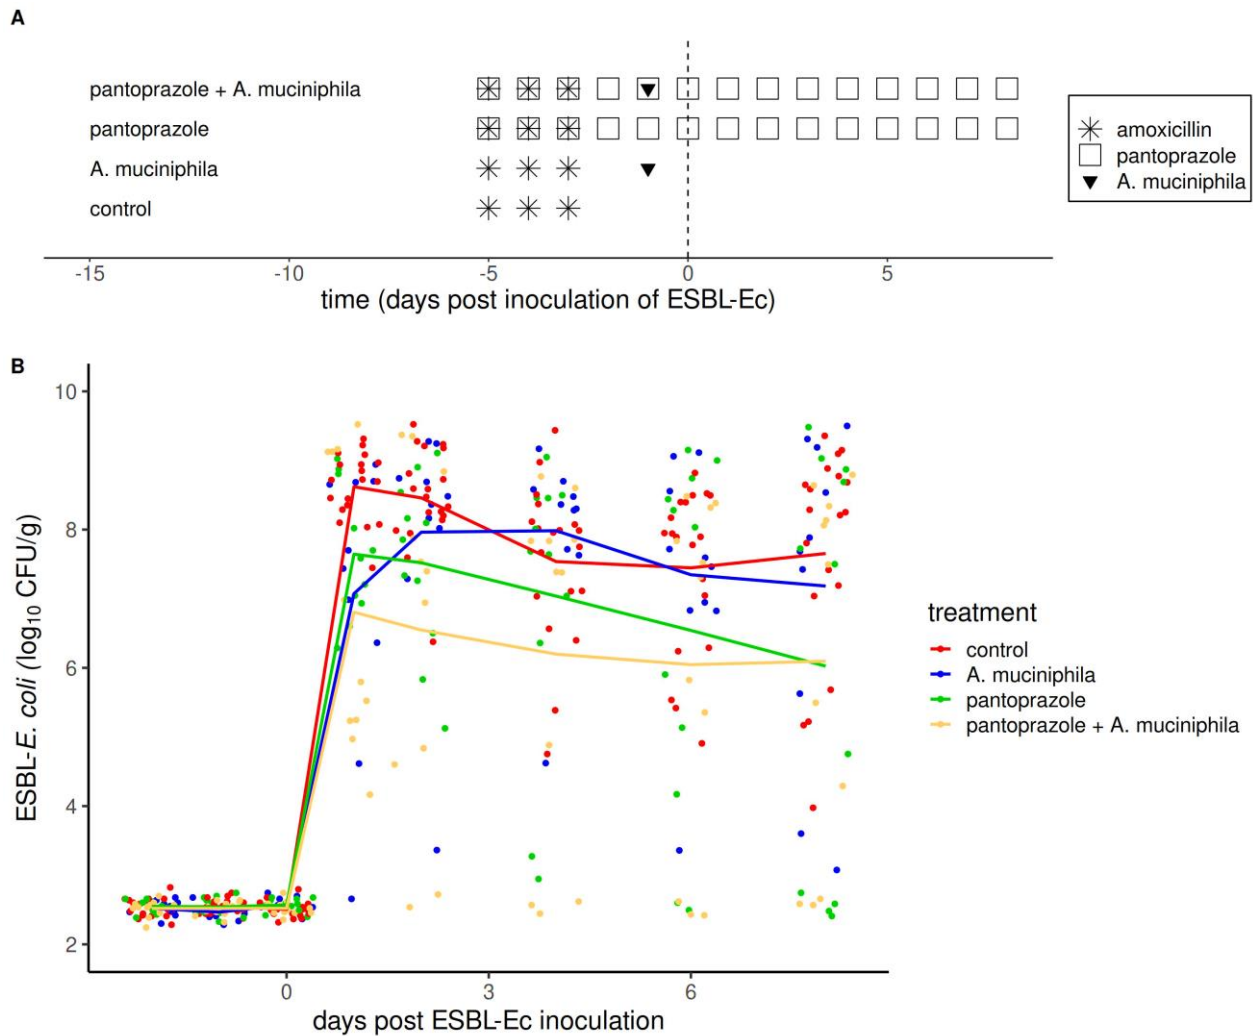 A
pantoprazole + A. muciniphila
pantoprazole
A. muciniphila
control
amoxicillin
pantoprazole
A. muciniphila
-15 -10 -5 0 5
time (days post inoculation of ESBL-Ec)
B
10
8
6
4
2
ESBL-E. coli (log10 CFU/g)
treatment
control
A. muciniphila
pantoprazole
pantoprazole + A. muciniphila
0 3 6
days post ESBL-Ec inoculation